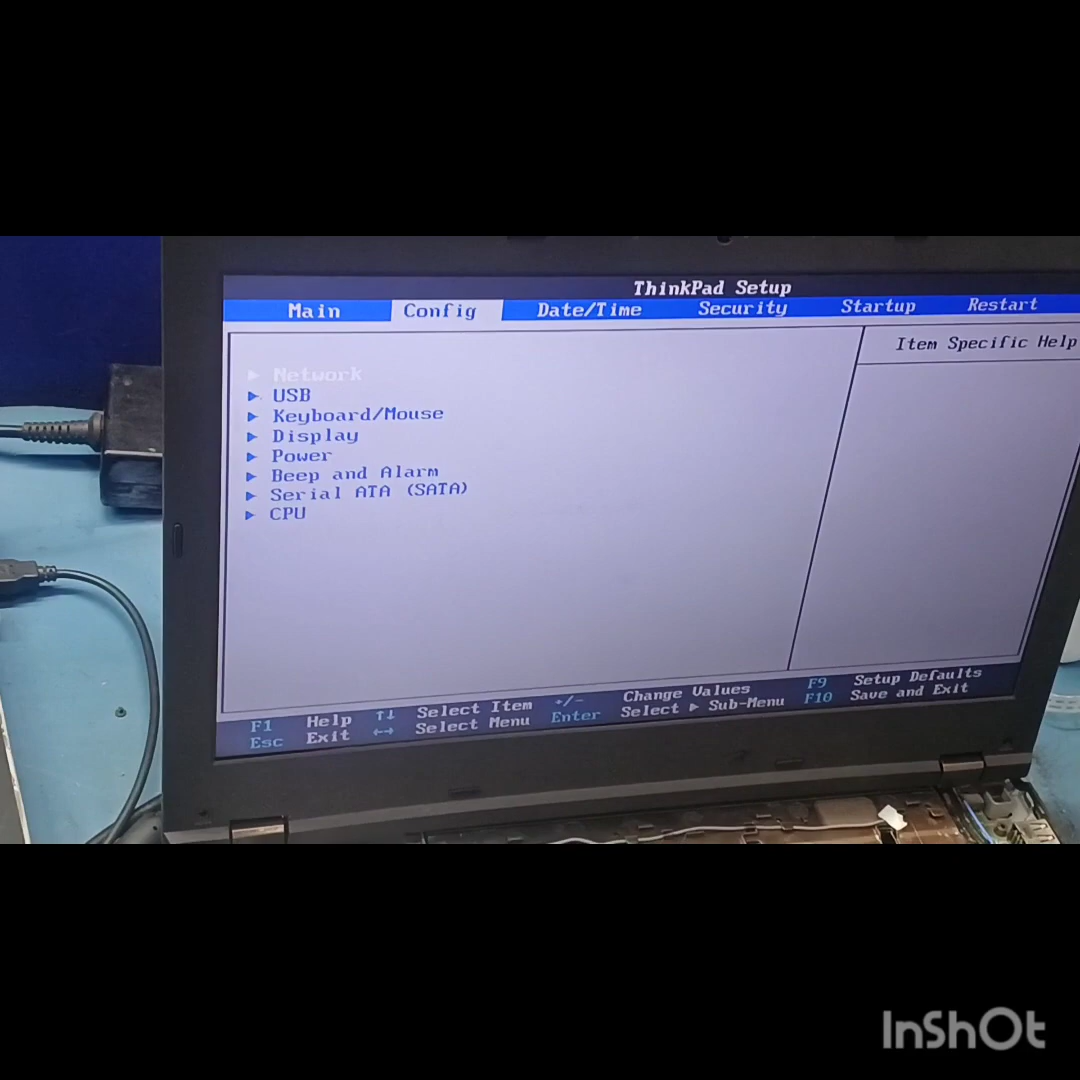 ThinkPad Setup
Main Config Date/Time Security Startup Restart
Item Specific Help
▶ Network
▶ USB
▶ Keyboard/Mouse
▶ Display
▶ Power
▶ Beep and Alarm
▶ Serial ATA (SATA)
▶ CPU
F1 Help ↑↓ Select Item +/- Change Values F9 Setup Defaults
Esc Exit ←→ Select Menu Enter Select ▶ Sub-Menu F10 Save and Exit
InShOt